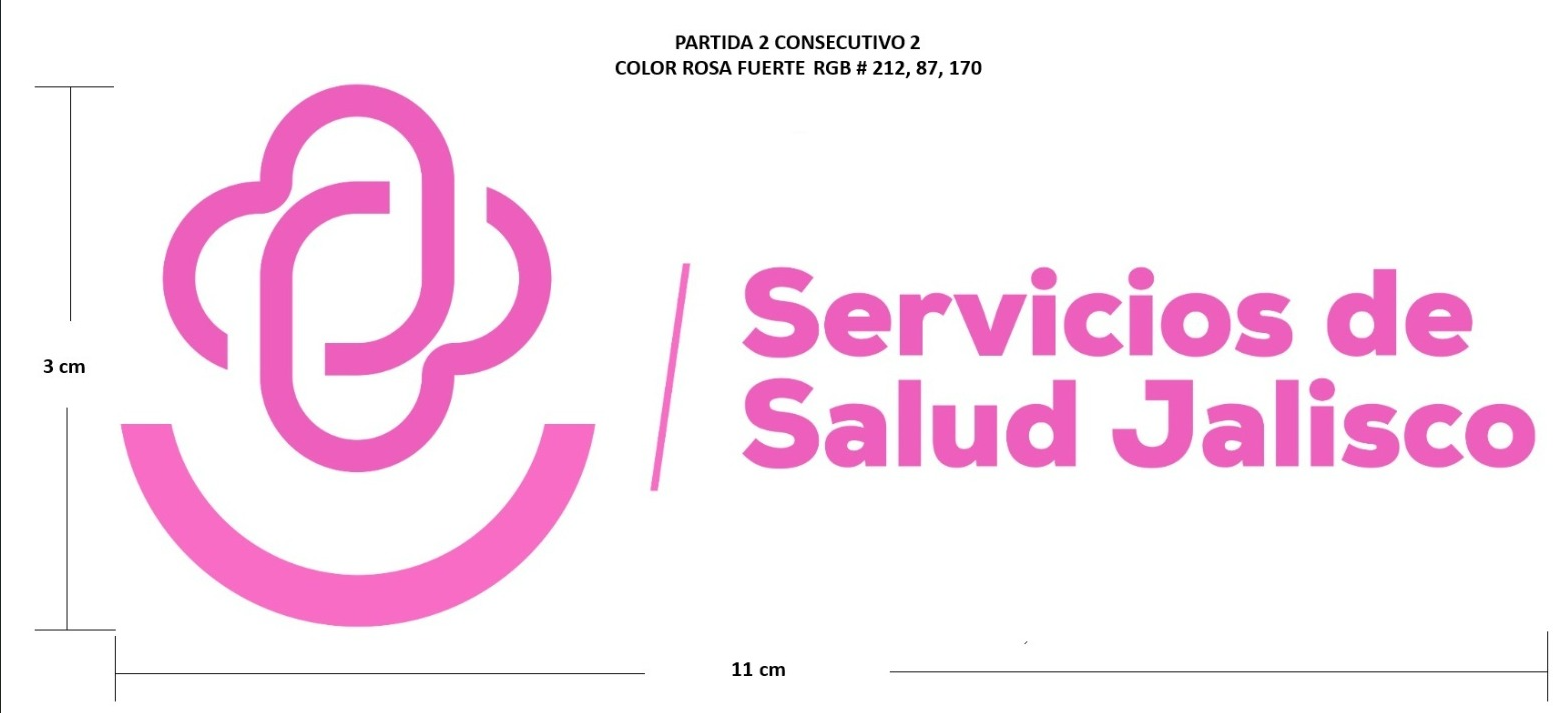 PARTIDA 2 CONSECUTIVO 2
COLOR ROSA FUERTE RGB # 212, 87, 170
3 cm
Servicios de
Salud Jalisco
11 cm